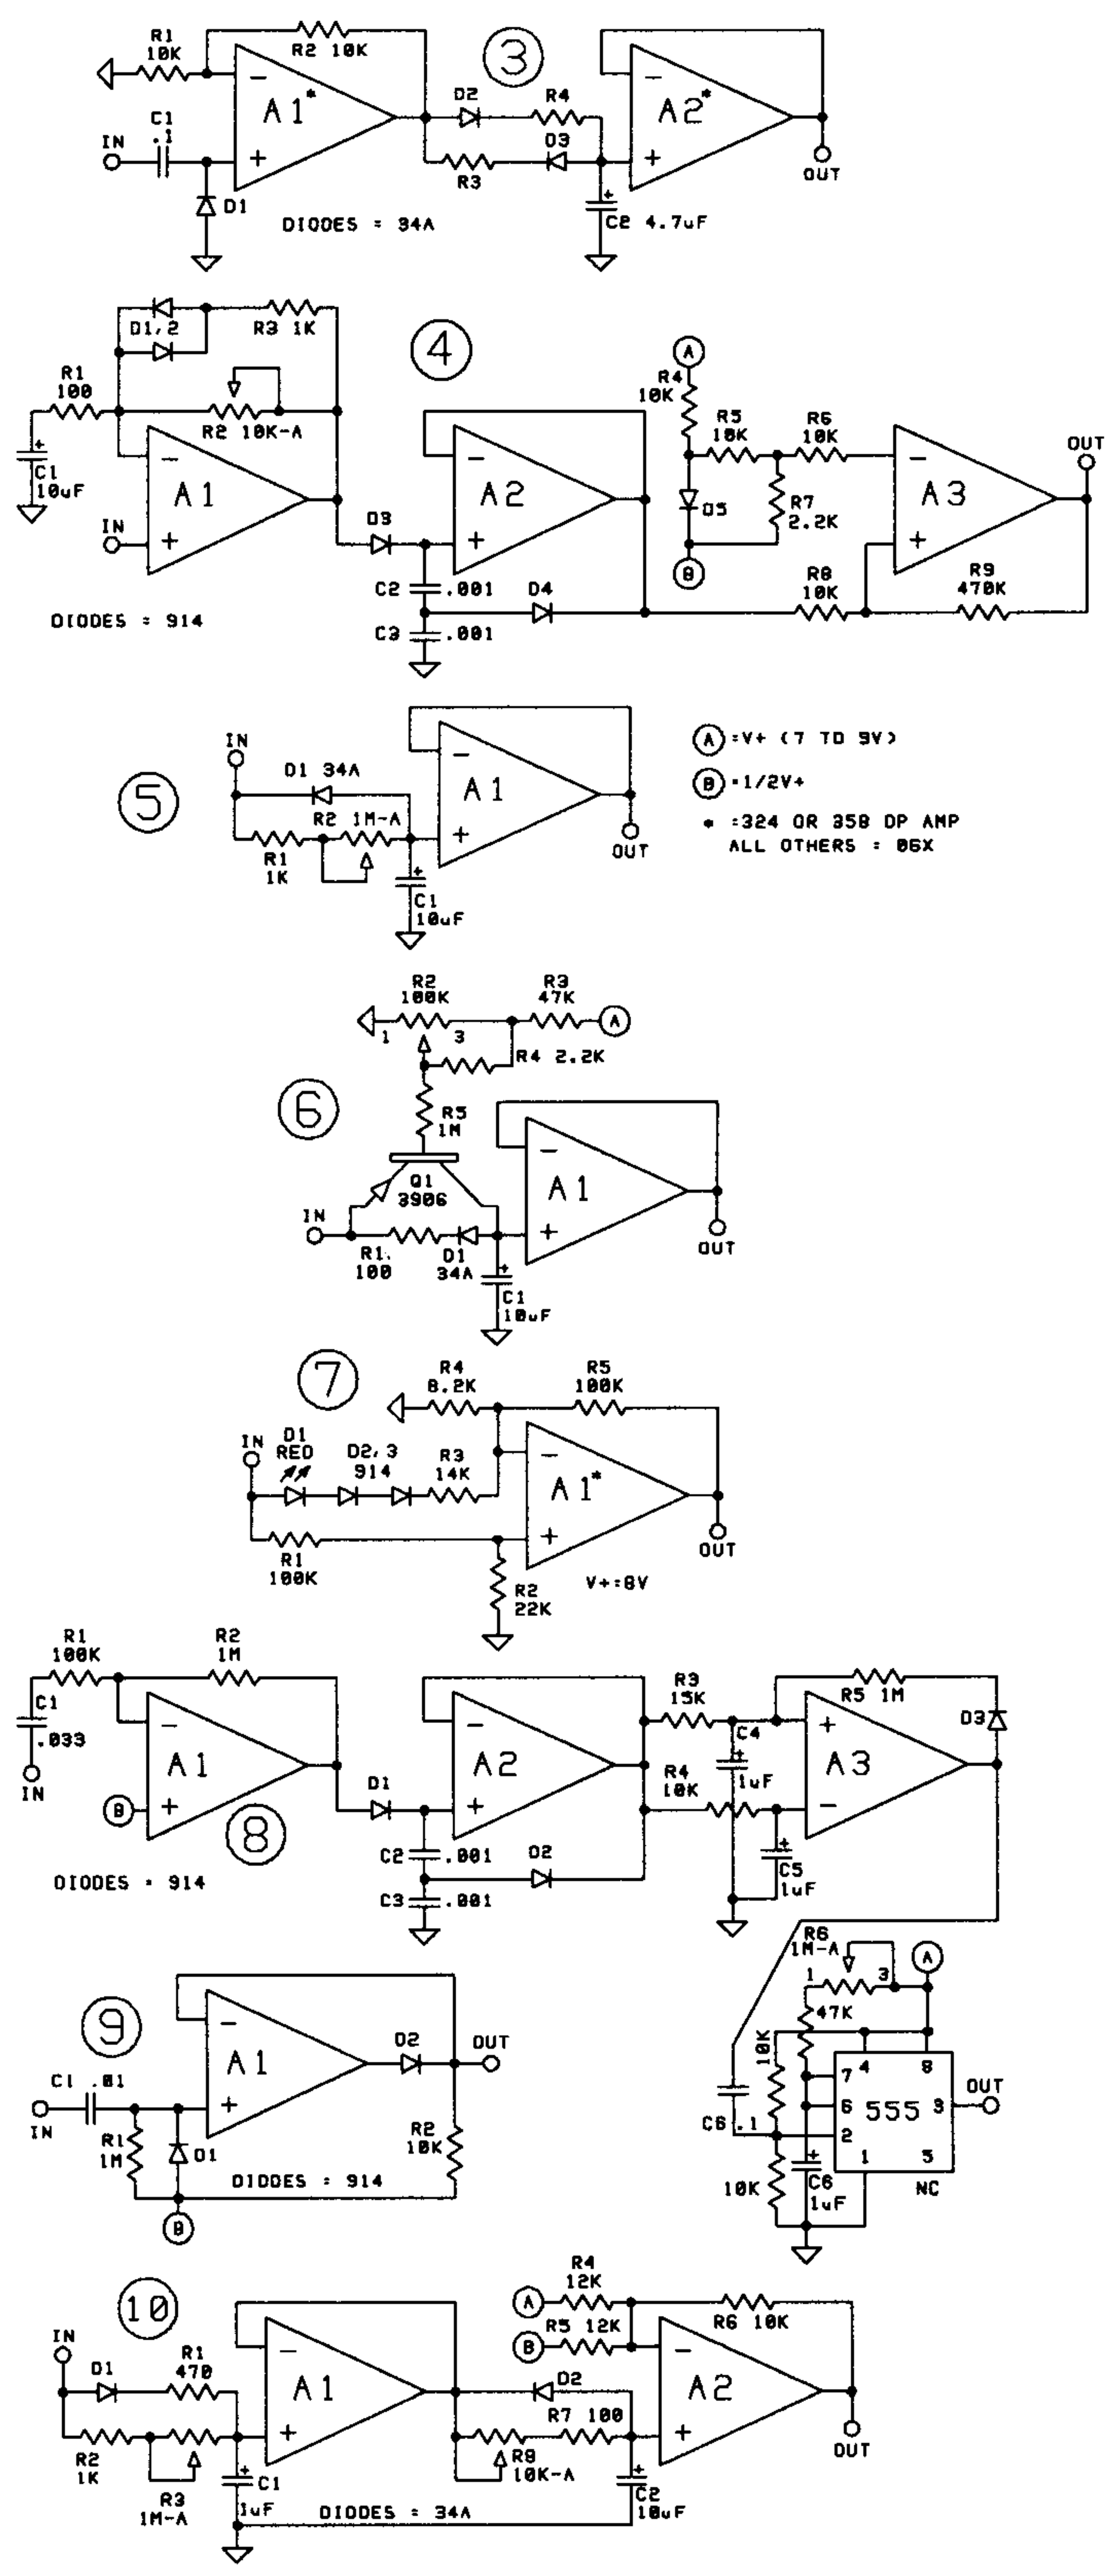 R1
10K
R2 10K
3
A1*
A2*
D2
R4
D3
R3
C1
.1
IN
D1
DIODES = 34A
C2 4.7uF
OUT
D1,2
R3 1K
4
R1
100
R2 10K-A
C1
10uF
A1
IN
D3
A2
C2 .001
D4
C3 .001
DIODES = 914
A
R4
10K
R5
10K
R6
10K
D5
R7
2.2K
B
A3
OUT
R8
10K
R9
470K
5
IN
D1 34A
R2 1M-A
R1
1K
C1
10uF
A1
OUT
A =V+ (7 TO 9V)
B =1/2V+
* =324 OR 358 OP AMP
ALL OTHERS = 06X
R2
100K
R3
47K
A
1
3
R4 2.2K
6
R5
1M
Q1
3906
IN
R1
100
D1
34A
C1
10uF
A1
OUT
7
R4
8.2K
R5
100K
IN
D1
RED
D2,3
914
R3
14K
A1*
R1
100K
R2
22K
V+=8V
OUT
R1
100K
R2
1M
C1
.033
IN
A1
B
8
DIODES = 914
D1
A2
C2 .001
D2
C3 .001
R3
15K
R4
10K
C4
1uF
C5
1uF
R5 1M
A3
D3
R6
1M-A
1
3
A
47K
10K
7 4 8
6 555 3
2
1 5
OUT
C6 .1
10K
C6
1uF
NC
9
C1 .01
IN
R1
1M
D1
A1
D2
OUT
R2
10K
DIODES = 914
B
10
IN
D1
R1
470
R2
1K
R3
1M-A
C1
1uF
A1
A
R4
12K
B
R5 12K
R6 10K
D2
R7 100
R8
10K-A
C2
10uF
A2
OUT
DIODES = 34A